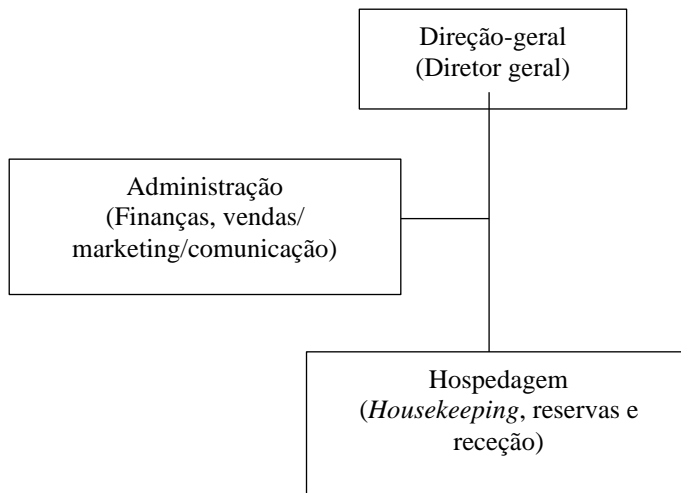 Direção-geral
(Diretor geral)
Administração
(Finanças, vendas/
marketing/comunicação)
Hospedagem
(Housekeeping, reservas e
receção)